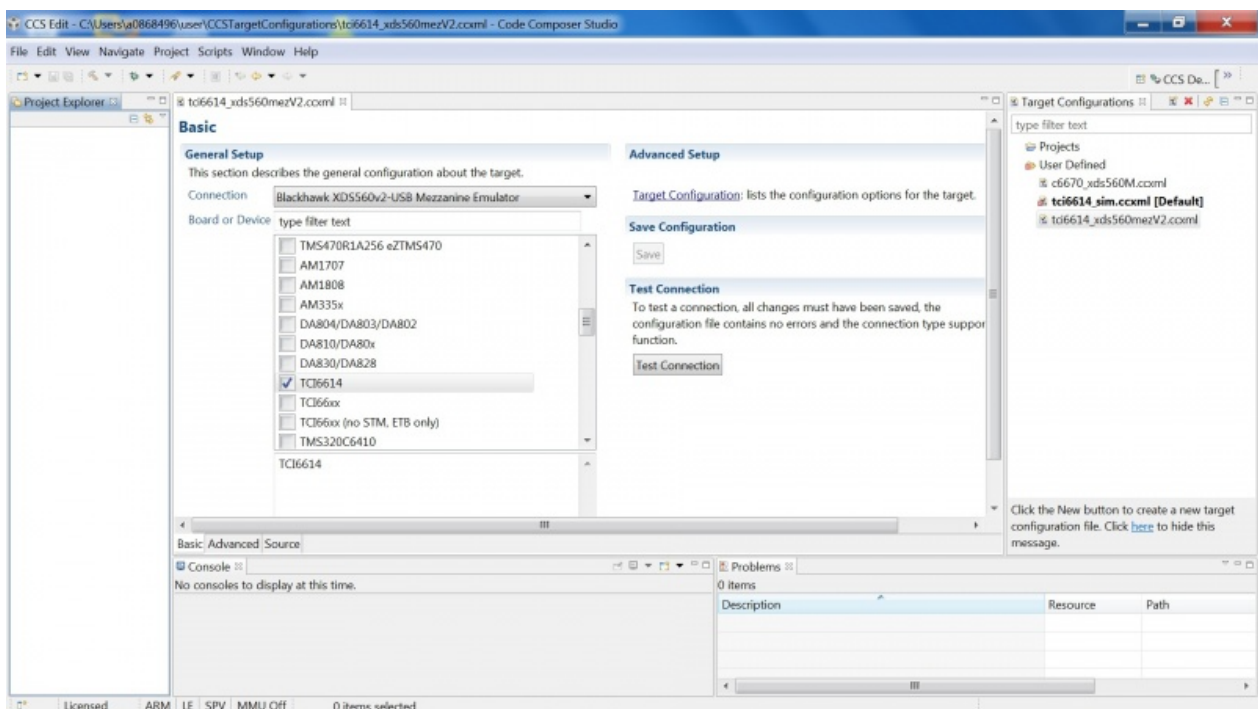 CCS Edit - C:\Users\a0868496\user\CCSTargetConfigurations\tci6614_xds560mezV2.ccxml - Code Composer Studio
File Edit View Navigate Project Scripts Window Help
CCS De...
Project Explorer
tci6614_xds560mezV2.ccxml
Basic
General Setup
This section describes the general configuration about the target.
Connection Blackhawk XDS560v2-USB Mezzanine Emulator
Board or Device type filter text
TMS470R1A256 eZTMS470
AM1707
AM1808
AM335x
DA804/DA803/DA802
DA810/DA80x
DA830/DA828
TCI6614
TCI66xx
TCI66xx (no STM, ETB only)
TMS320C6410
TCI6614
Advanced Setup
Target Configuration: lists the configuration options for the target.
Save Configuration
Save
Test Connection
To test a connection, all changes must have been saved, the
configuration file contains no errors and the connection type suppor
function.
Test Connection
Basic Advanced Source
Target Configurations
type filter text
Projects
User Defined
c6670_xds560M.ccxml
tci6614_sim.ccxml [Default]
tci6614_xds560mezV2.ccxml
Click the New button to create a new target
configuration file. Click here to hide this
message.
Console
No consoles to display at this time.
Problems
0 items
Description Resource Path
Licensed ARM LE SPV MMU Off 0 items selected